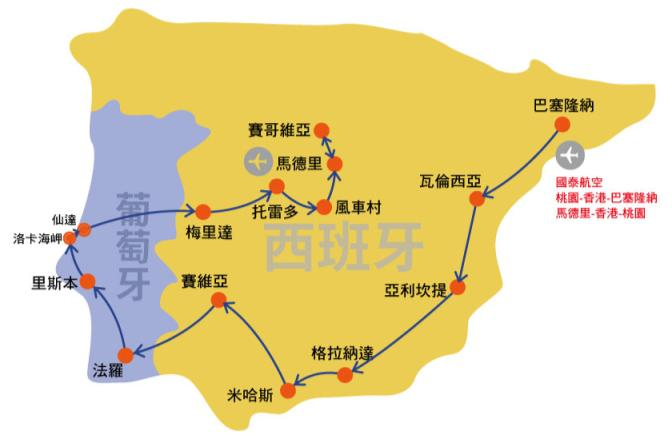 巴塞隆納
國泰航空
桃園-香港-巴塞隆納
馬德里-香港-桃園
賽哥維亞
馬德里
瓦倫西亞
托雷多
風車村
梅里達
仙達
洛卡海岬
葡萄牙
西班牙
里斯本
賽維亞
亞利坎提
格拉納達
法羅
米哈斯